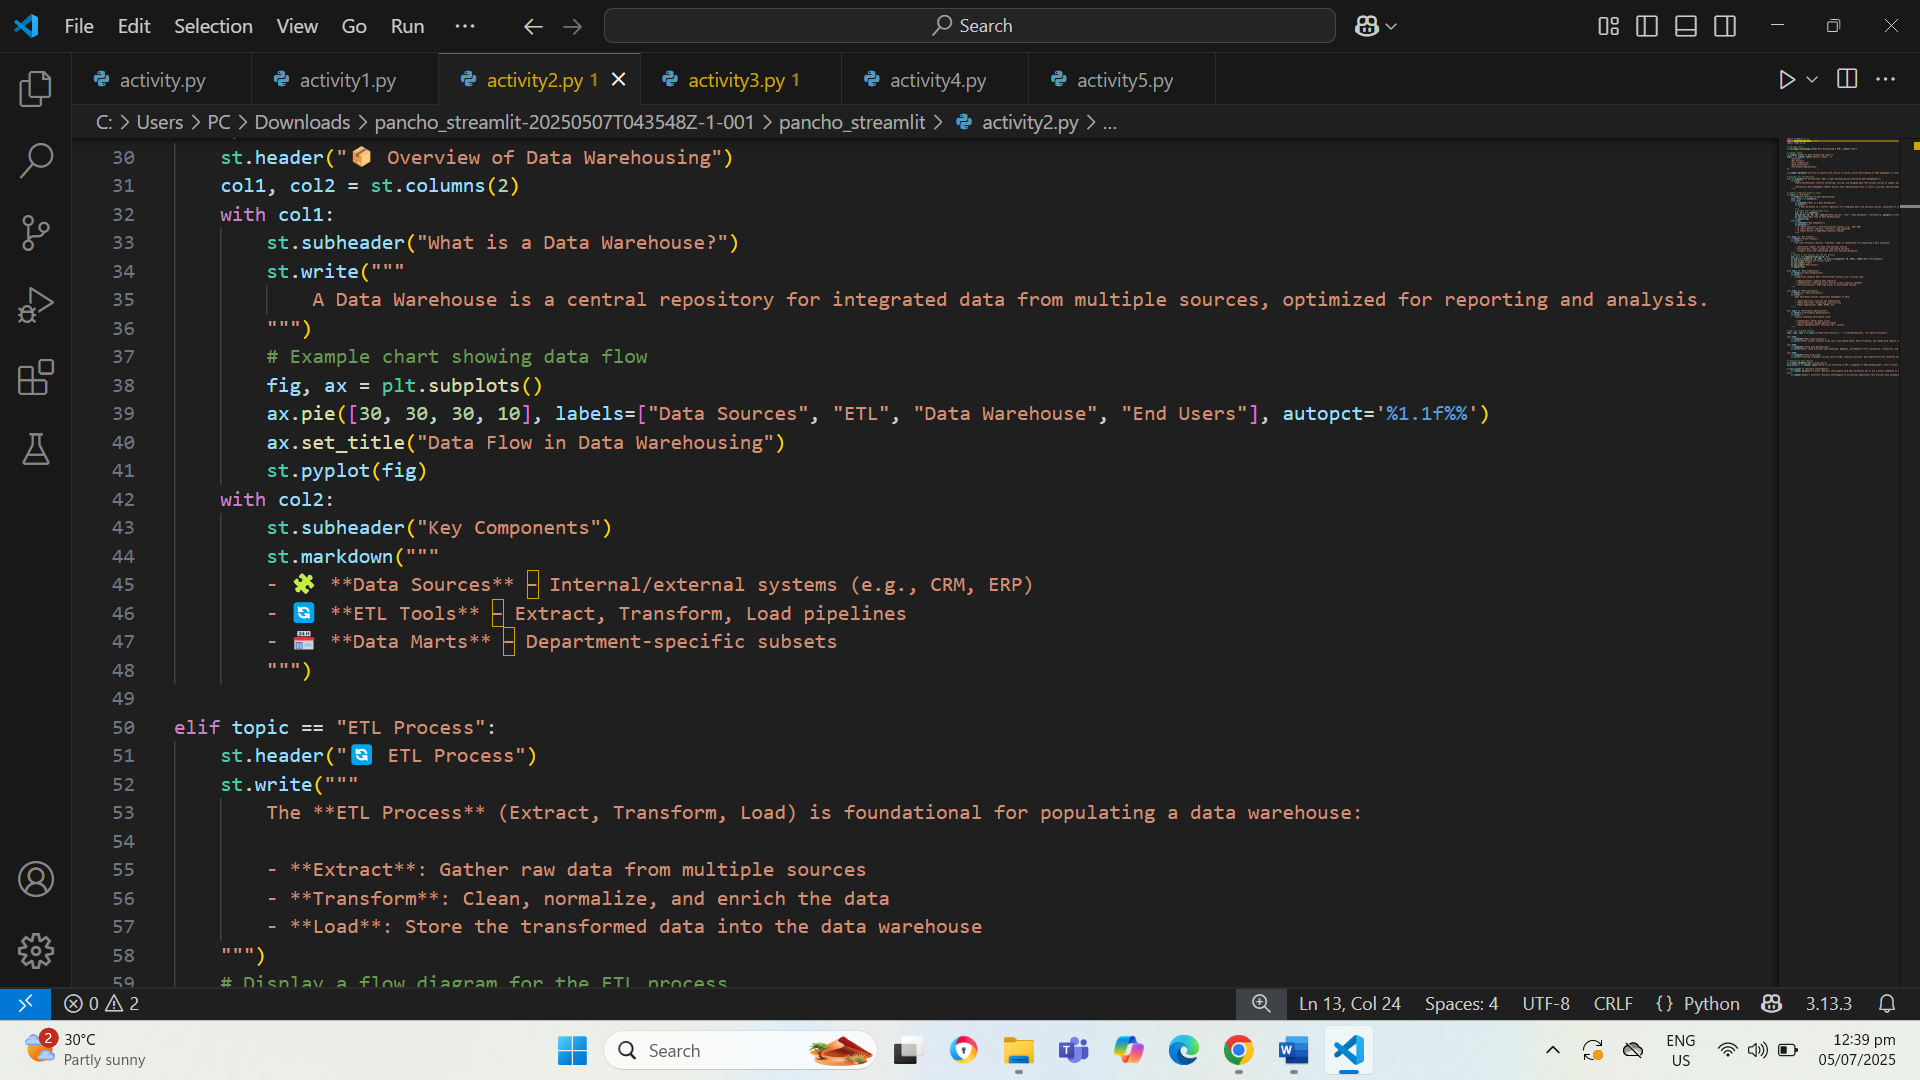 File Edit Selection View Go Run ··· Search
activity.py activity1.py activity2.py 1 activity3.py 1 activity4.py activity5.py
C: > Users > PC > Downloads > pancho_streamlit-20250507T043548Z-1-001 > pancho_streamlit > activity2.py > ...
30 st.header("📦 Overview of Data Warehousing")
31 col1, col2 = st.columns(2)
32 with col1:
33 st.subheader("What is a Data Warehouse?")
34 st.write("""
35 A Data Warehouse is a central repository for integrated data from multiple sources, optimized for reporting and analysis.
36 """)
37 # Example chart showing data flow
38 fig, ax = plt.subplots()
39 ax.pie([30, 30, 30, 10], labels=["Data Sources", "ETL", "Data Warehouse", "End Users"], autopct='%1.1f%%')
40 ax.set_title("Data Flow in Data Warehousing")
41 st.pyplot(fig)
42 with col2:
43 st.subheader("Key Components")
44 st.markdown("""
45 - 🧩 **Data Sources** – Internal/external systems (e.g., CRM, ERP)
46 - 🔄 **ETL Tools** – Extract, Transform, Load pipelines
47 - 🏪 **Data Marts** – Department-specific subsets
48 """)
49
50 elif topic == "ETL Process":
51 st.header("🔄 ETL Process")
52 st.write("""
53 The **ETL Process** (Extract, Transform, Load) is foundational for populating a data warehouse:
54
55 - **Extract**: Gather raw data from multiple sources
56 - **Transform**: Clean, normalize, and enrich the data
57 - **Load**: Store the transformed data into the data warehouse
58 """)
59 # Display a flow diagram for the ETL process
0 2 Ln 13, Col 24 Spaces: 4 UTF-8 CRLF {} Python 3.13.3
2 30°C
Partly sunny
Search
ENG
US
12:39 pm
05/07/2025